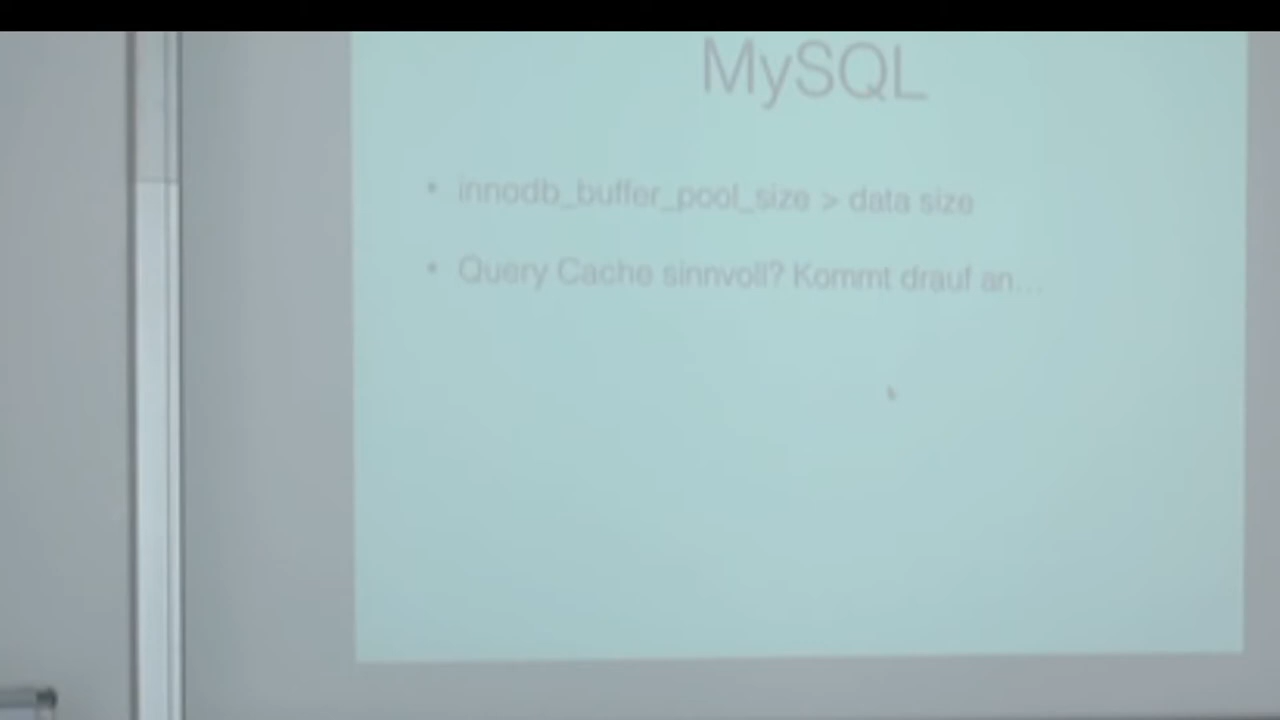 MySQL
• innodb_buffer_pool_size > data size
• Query Cache sinnvoll? Kommt drauf an...